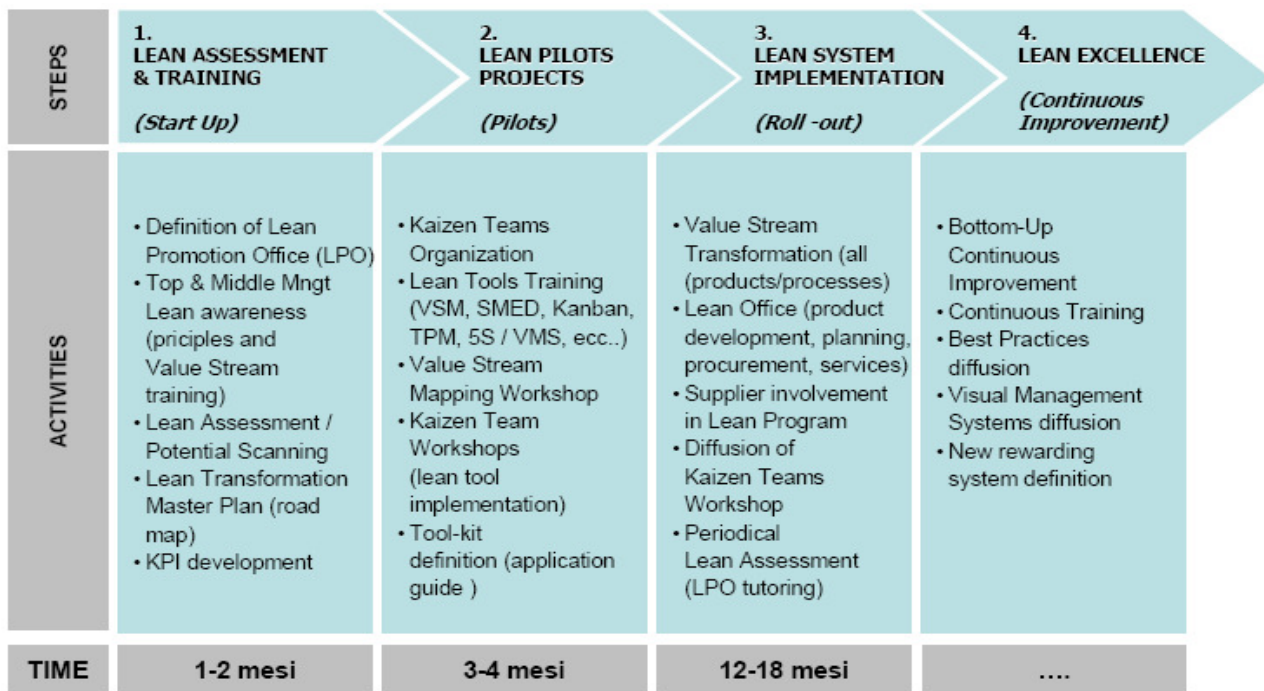 STEPS
1.
LEAN ASSESSMENT
& TRAINING
(Start Up)
2.
LEAN PILOTS
PROJECTS
(Pilots)
3.
LEAN SYSTEM
IMPLEMENTATION
(Roll -out)
4.
LEAN EXCELLENCE
(Continuous
Improvement)
ACTIVITIES
• Definition of Lean
Promotion Office (LPO)
• Top & Middle Mngt
Lean awareness
(priciples and
Value Stream
training)
• Lean Assessment /
Potential Scanning
• Lean Transformation
Master Plan (road
map)
• KPI development
• Kaizen Teams
Organization
• Lean Tools Training
(VSM, SMED, Kanban,
TPM, 5S / VMS, ecc..)
• Value Stream
Mapping Workshop
• Kaizen Team
Workshops
(lean tool
implementation)
• Tool-kit
definition (application
guide )
• Value Stream
Transformation (all
(products/processes)
• Lean Office (product
development, planning,
procurement, services)
• Supplier involvement
in Lean Program
• Diffusion of
Kaizen Teams
Workshop
• Periodical
Lean Assessment
(LPO tutoring)
• Bottom-Up
Continuous
Improvement
• Continuous Training
• Best Practices
diffusion
• Visual Management
Systems diffusion
• New rewarding
system definition
TIME
1-2 mesi
3-4 mesi
12-18 mesi
....